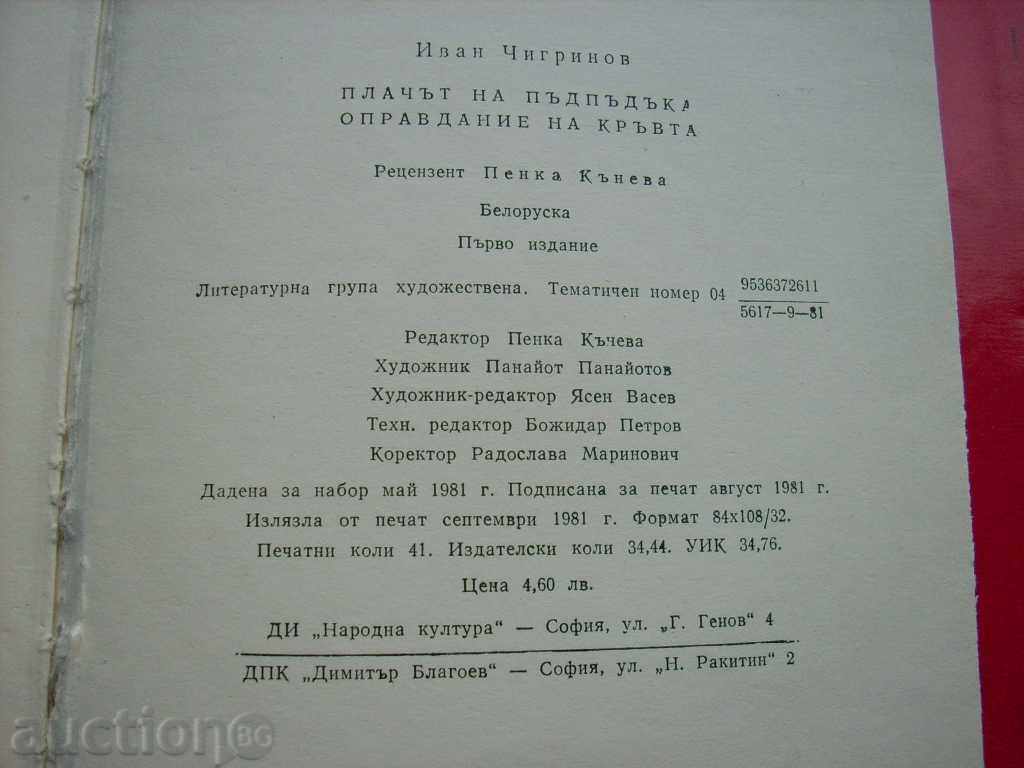 Иван Чигринов
ПЛАЧЪТ НА ПЪДПЪДЪКА
ОПРАВДАНИЕ НА КРЪВТА
Рецензент Пенка Кънева
Белоруска
Първо издание
Литературна група художествена. Тематичен номер 04 9536372611
5617—9—81
Редактор Пенка Къчева
Художник Панайот Панайотов
Художник-редактор Ясен Васев
Техн. редактор Божидар Петров
Коректор Радослава Маринович
Дадена за набор май 1981 г. Подписана за печат август 1981 г.
Излязла от печат септември 1981 г. Формат 84x108/32.
Печатни коли 41. Издателски коли 34,44. УИК 34,76.
Цена 4,60 лв.
ДИ „Народна култура“ — София, ул. „Г. Генов“ 4
ДПК „Димитър Благоев“ — София, ул. „Н. Ракитин“ 2
auction BG